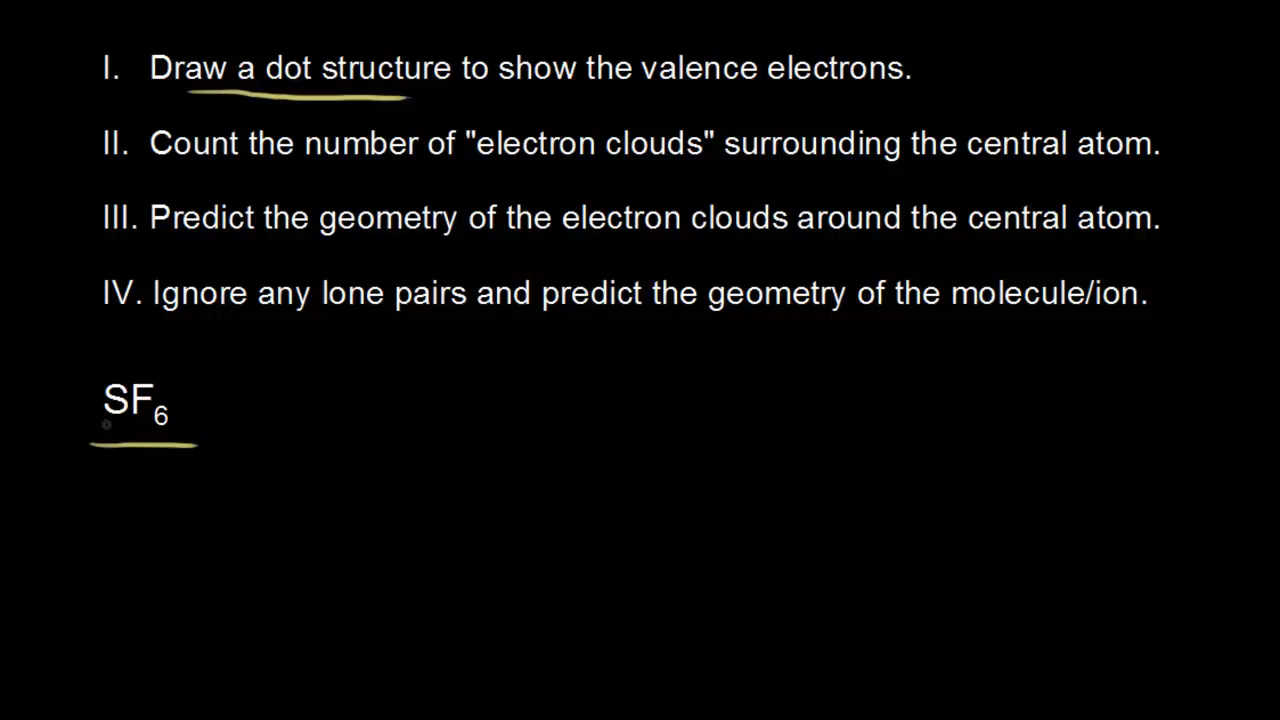 I. Draw a dot structure to show the valence electrons.
II. Count the number of "electron clouds" surrounding the central atom.
III. Predict the geometry of the electron clouds around the central atom.
IV. Ignore any lone pairs and predict the geometry of the molecule/ion.
SF₆